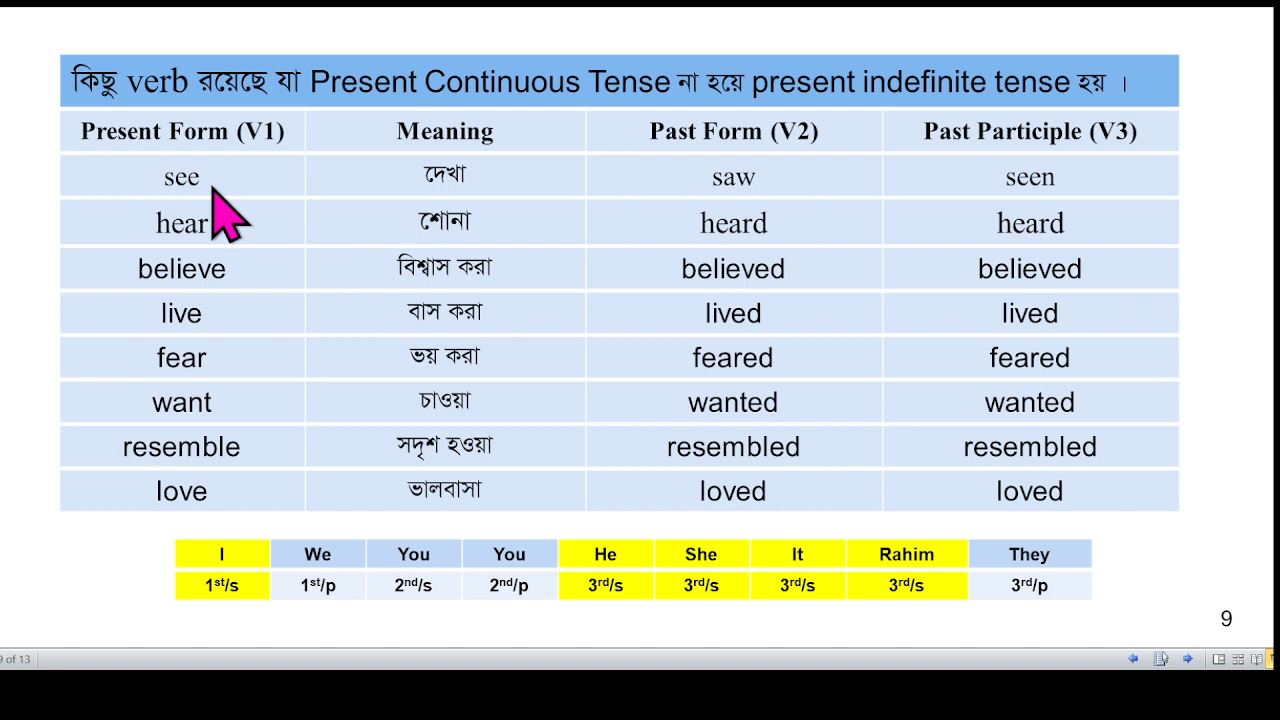 কিছু verb রয়েছে যা Present Continuous Tense না হয়ে present indefinite tense হয় ।
Present Form (V1) Meaning Past Form (V2) Past Participle (V3)
see দেখা saw seen
hear শোনা heard heard
believe বিশ্বাস করা believed believed
live বাস করা lived lived
fear ভয় করা feared feared
want চাওয়া wanted wanted
resemble সদৃশ হওয়া resembled resembled
love ভালবাসা loved loved
I We You You He She It Rahim They
1st/s 1st/p 2nd/s 2nd/p 3rd/s 3rd/s 3rd/s 3rd/s 3rd/p
9
9 of 13